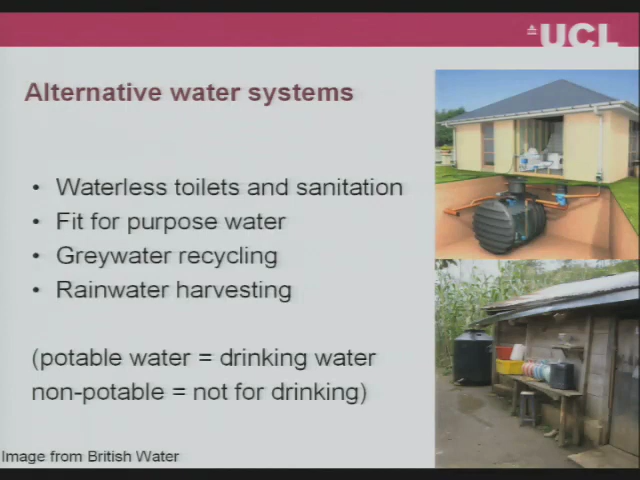 UCL
Alternative water systems
• Waterless toilets and sanitation
• Fit for purpose water
• Greywater recycling
• Rainwater harvesting
(potable water = drinking water
non-potable = not for drinking)
Image from British Water